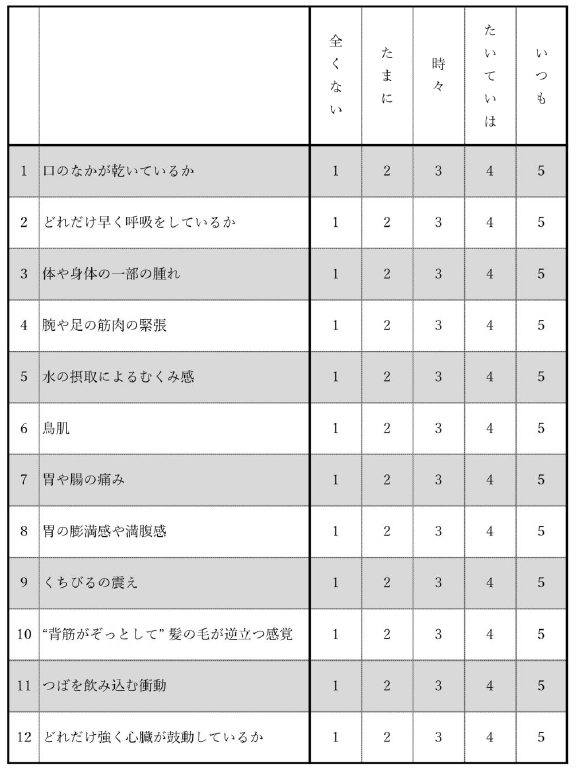 全くない たまに 時々 たいていは いつも
1 口のなかが乾いているか 1 2 3 4 5
2 どれだけ早く呼吸をしているか 1 2 3 4 5
3 体や身体の一部の腫れ 1 2 3 4 5
4 腕や足の筋肉の緊張 1 2 3 4 5
5 水の摂取によるむくみ感 1 2 3 4 5
6 鳥肌 1 2 3 4 5
7 胃や腸の痛み 1 2 3 4 5
8 胃の膨満感や満腹感 1 2 3 4 5
9 くちびるの震え 1 2 3 4 5
10 “背筋がぞっとして” 髪の毛が逆立つ感覚 1 2 3 4 5
11 つばを飲み込む衝動 1 2 3 4 5
12 どれだけ強く心臓が鼓動しているか 1 2 3 4 5